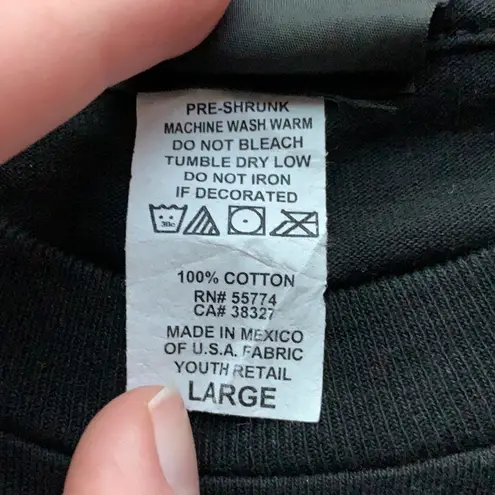 PRE-SHRUNK
MACHINE WASH WARM
DO NOT BLEACH
TUMBLE DRY LOW
DO NOT IRON
IF DECORATED
100% COTTON
RN# 55774
CA# 38327
MADE IN MEXICO
OF U.S.A. FABRIC
YOUTH RETAIL
LARGE